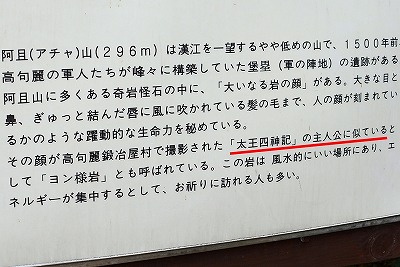 阿且(アチャ)山(296m)は漢江を一望するやや低めの山で、1500年前、
高句麗の軍人たちが峰々に構築していた堡塁(軍の陣地)の遺跡がある
阿且山に多くある奇岩怪石の中に、「大いなる岩の顔」がある。大きな目と
鼻、ぎゅっと結んだ唇に風に吹かれている髪の毛まで、人の顔が刻まれてい
るかのような躍動的な生命力を秘めている。
その顔が高句麗鍛冶屋村で撮影された「太王四神記」の主人公に似ていると
して「ヨン様岩」とも呼ばれている。この岩は風水的にいい場所にあり、エ
ネルギーが集中するとして、お祈りに訪れる人も多い。